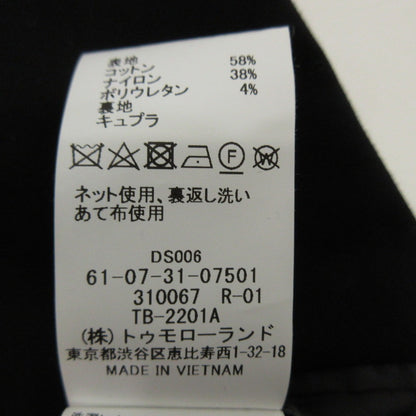 表地
コットン 58%
ナイロン 38%
ポリウレタン 4%
裏地
キュプラ
ネット使用、裏返し洗い
あて布使用
DS006
61-07-31-07501
310067 R-01
TB-2201A
(株)トゥモローランド
東京都渋谷区恵比寿西1-32-18
MADE IN VIETNAM